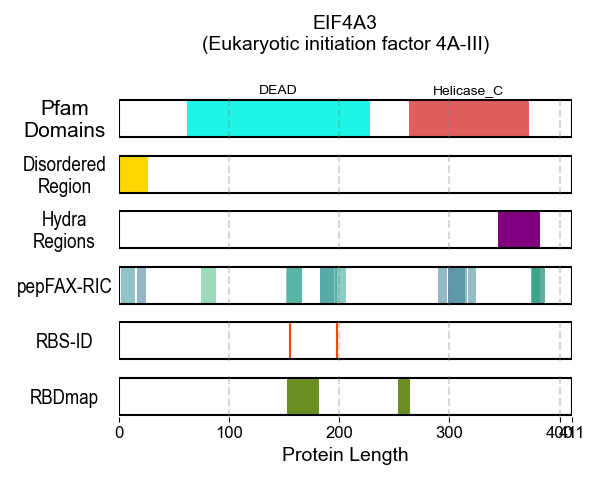 EIF4A3
(Eukaryotic initiation factor 4A-III)
DEAD
Helicase_C
Pfam
Domains
Disordered
Region
Hydra
Regions
pepFAX-RIC
RBS-ID
RBDmap
0 100 200 300 400 411
Protein Length